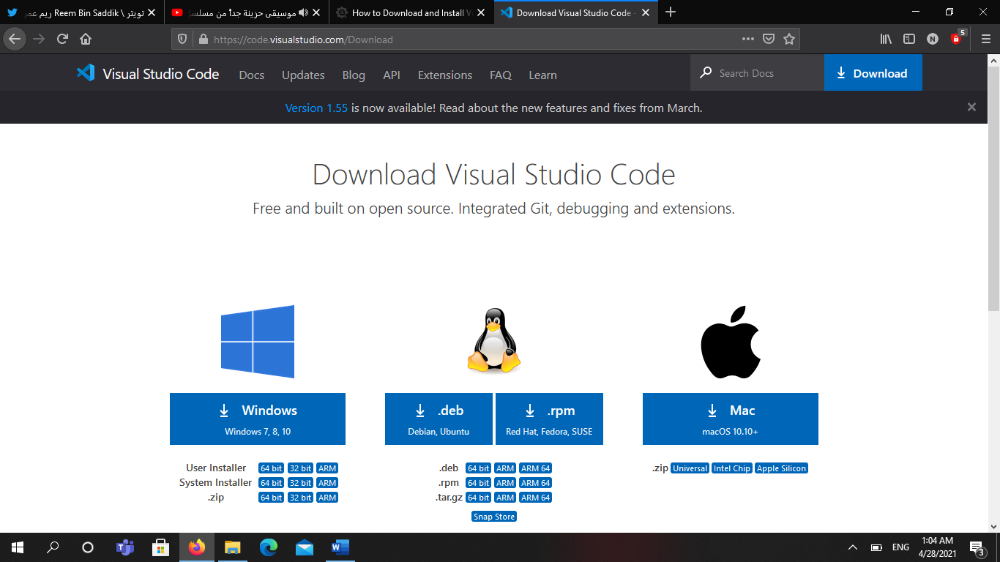 ريم عمر Reem Bin Saddik \ تويتر
موسيقى حزينة جداً من مسلسل
How to Download and Install V
Download Visual Studio Code -
https://code.visualstudio.com/Download
N
5
Visual Studio Code
Docs
Updates
Blog
API
Extensions
FAQ
Learn
Search Docs
Download
Version 1.55 is now available! Read about the new features and fixes from March.
Download Visual Studio Code
Free and built on open source. Integrated Git, debugging and extensions.
Windows
Windows 7, 8, 10
.deb
Debian, Ubuntu
.rpm
Red Hat, Fedora, SUSE
Mac
macOS 10.10+
User Installer 64 bit 32 bit ARM
System Installer 64 bit 32 bit ARM
.zip 64 bit 32 bit ARM
.deb 64 bit ARM ARM 64
.rpm 64 bit ARM ARM 64
.tar.gz 64 bit ARM ARM 64
Snap Store
.zip Universal Intel Chip Apple Silicon
ENG
1:04 AM
4/28/2021
3